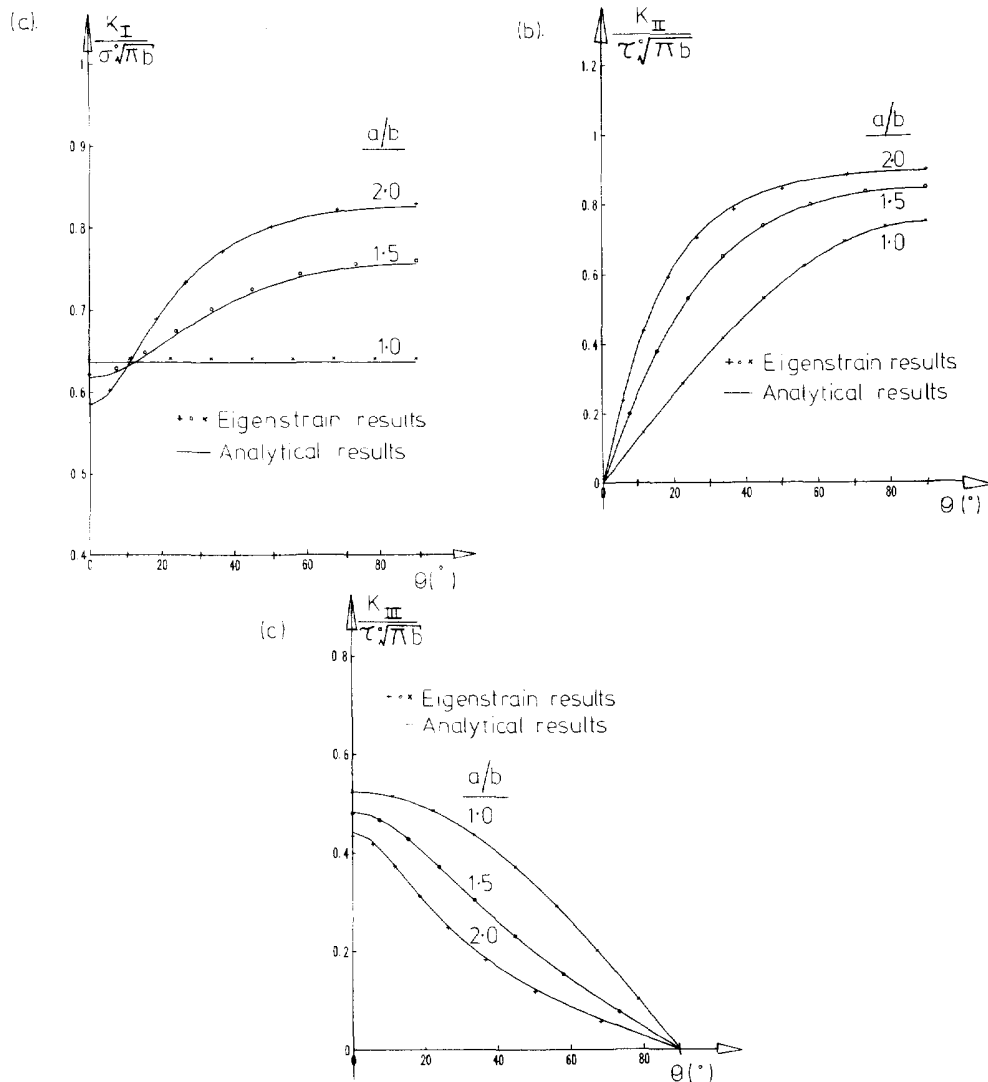 (c).
K_I
σ°√πb
1
0.9
0.8
0.7
0.6
0.5
0.4
a/b
2·0
1·5
1·0
+ ∘ × Eigenstrain results
— Analytical results
0 20 40 60 80
θ(°)
(b).
K_II
τ°√πb
1.2
1
0.8
0.6
0.4
0.2
0
a/b
2·0
1·5
1·0
+ ∘ × Eigenstrain results
— Analytical results
0 20 40 60 80
θ(°)
(c)
K_III
τ°√πb
0.8
0.6
0.4
0.2
0
+ ∘ × Eigenstrain results
— Analytical results
a/b
1·0
1·5
2·0
0 20 40 60 80
θ(°)